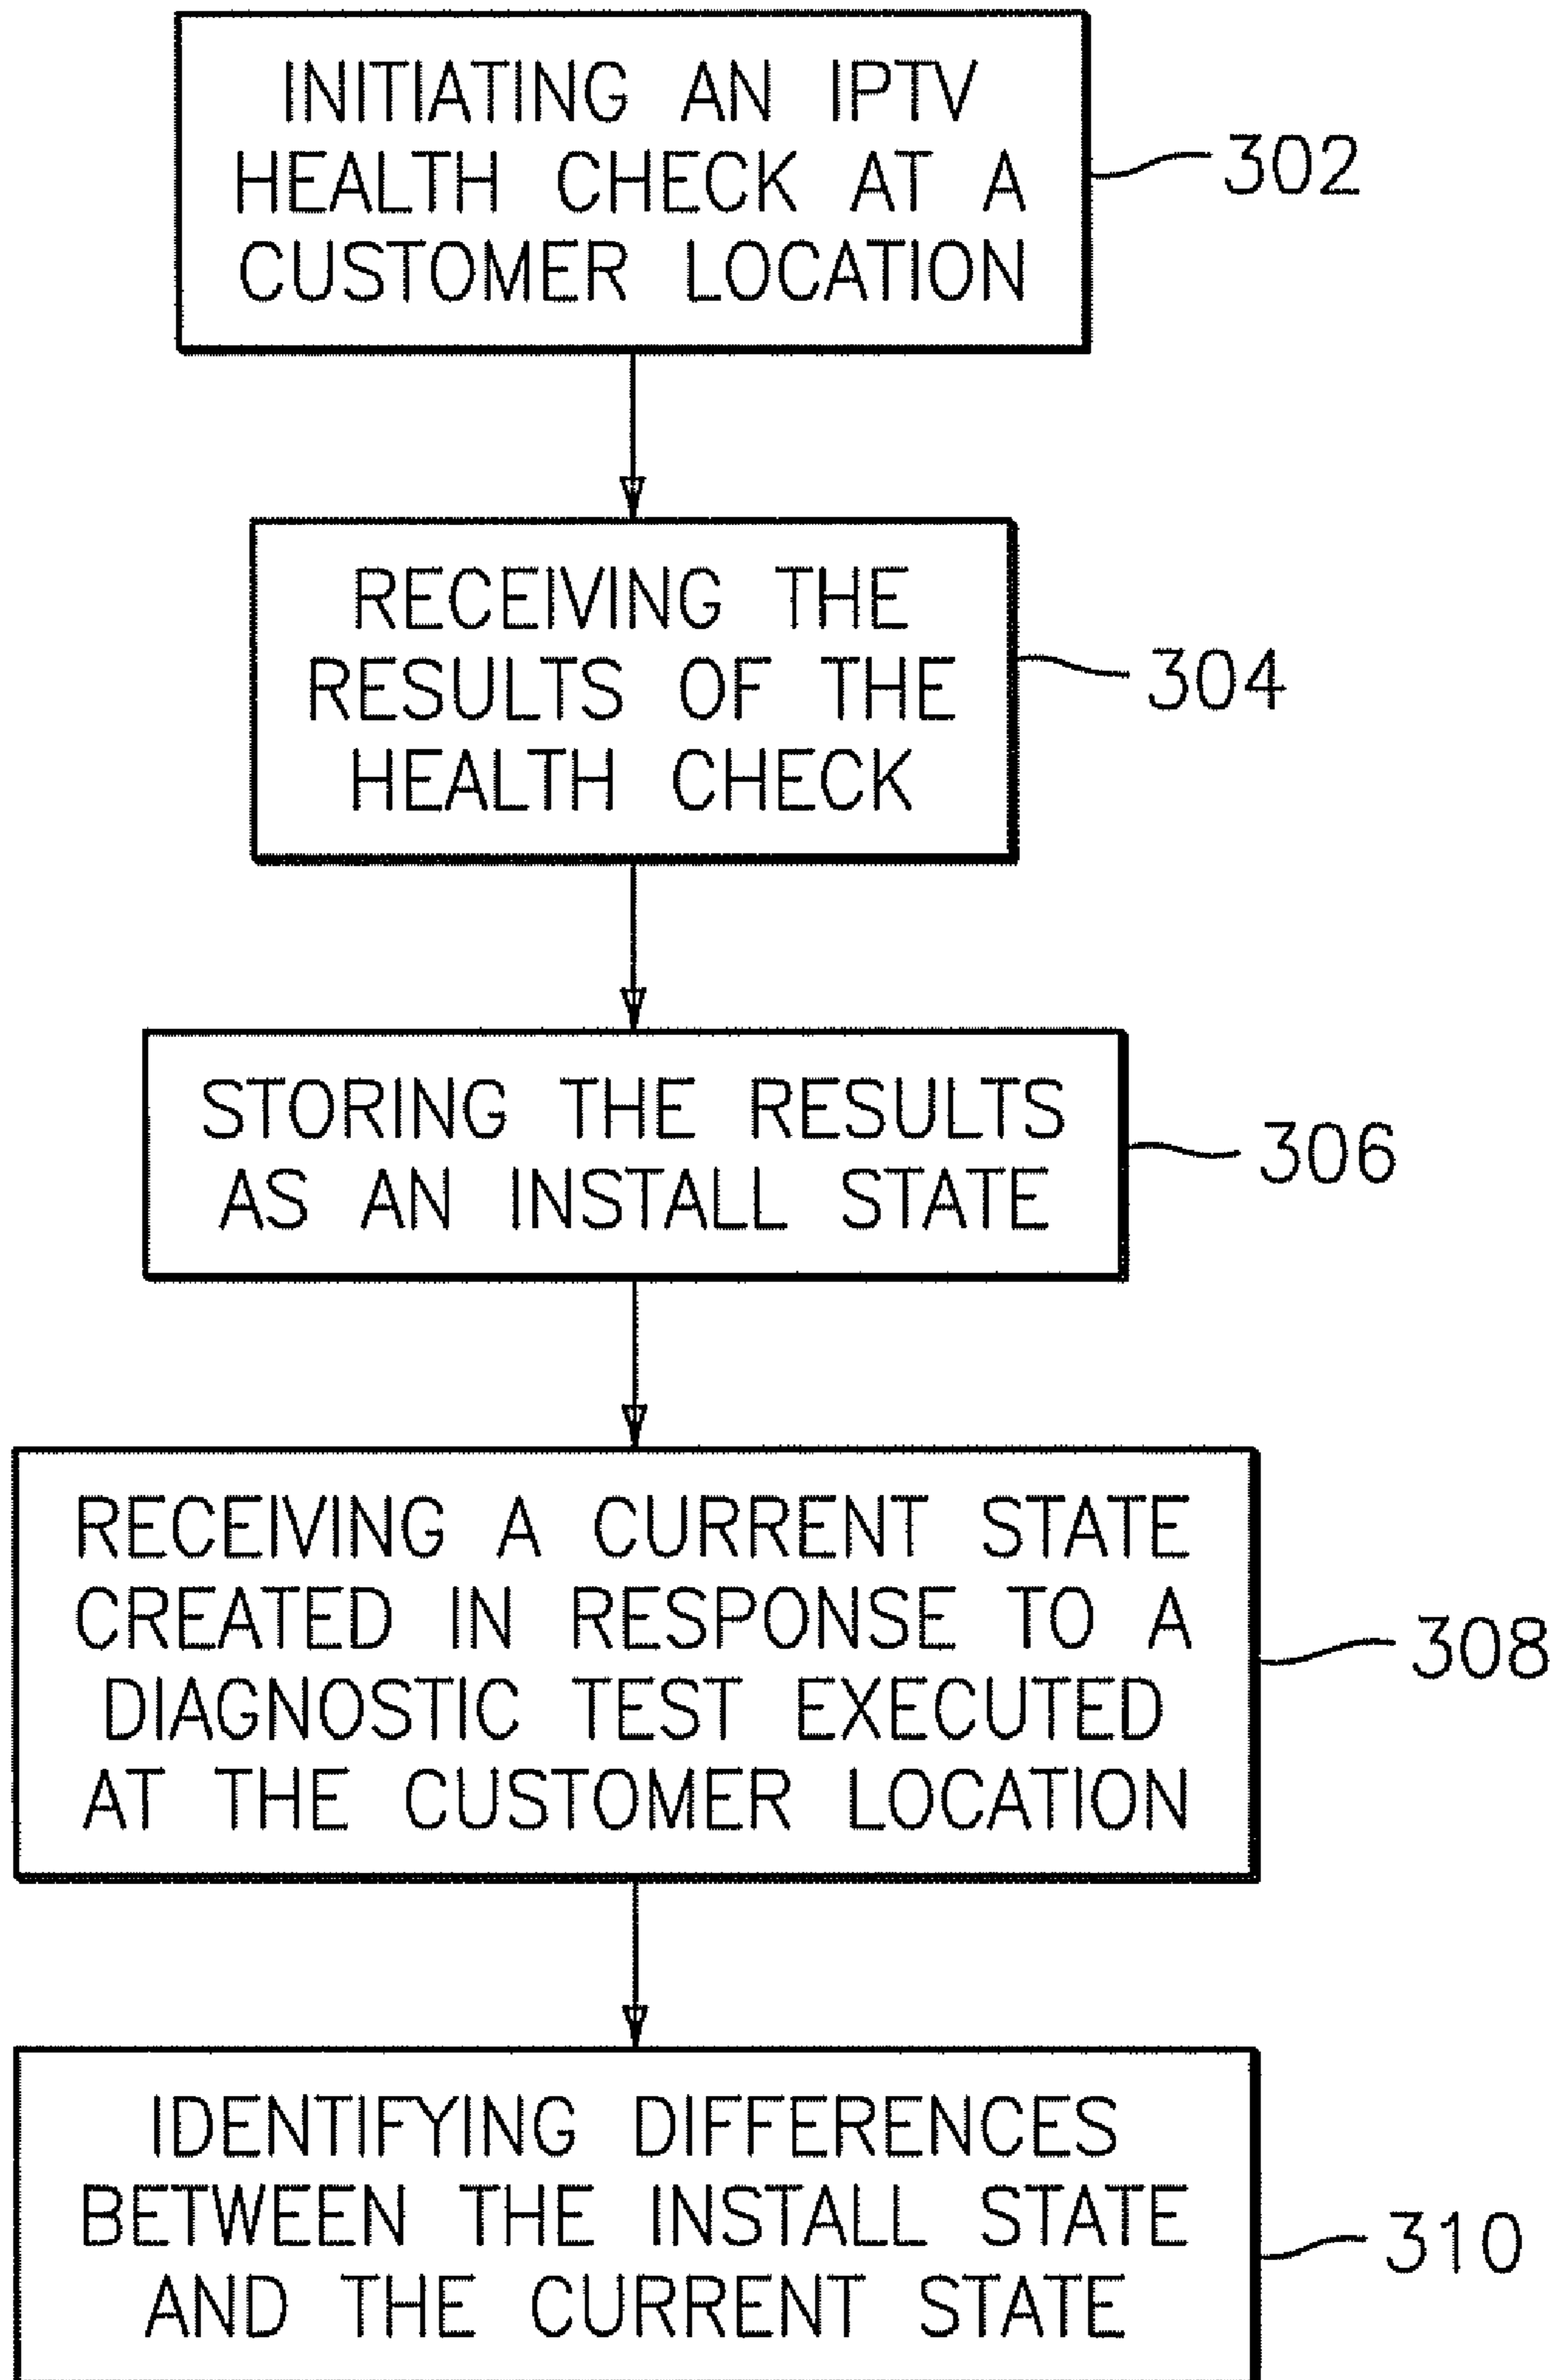 INITIATING AN IPTV
HEALTH CHECK AT A
CUSTOMER LOCATION
302
RECEIVING THE
RESULTS OF THE
HEALTH CHECK
304
STORING THE RESULTS
AS AN INSTALL STATE
306
RECEIVING A CURRENT STATE
CREATED IN RESPONSE TO A
DIAGNOSTIC TEST EXECUTED
AT THE CUSTOMER LOCATION
308
IDENTIFYING DIFFERENCES
BETWEEN THE INSTALL STATE
AND THE CURRENT STATE
310